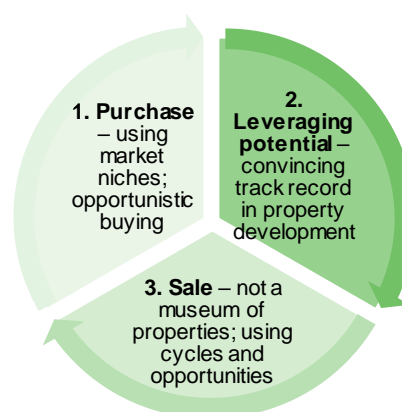 1. Purchase
– using
market
niches;
opportunistic
buying
2.
Leveraging
potential –
convincing
track record
in property
development
3. Sale – not a
museum of
properties; using
cycles and
opportunities